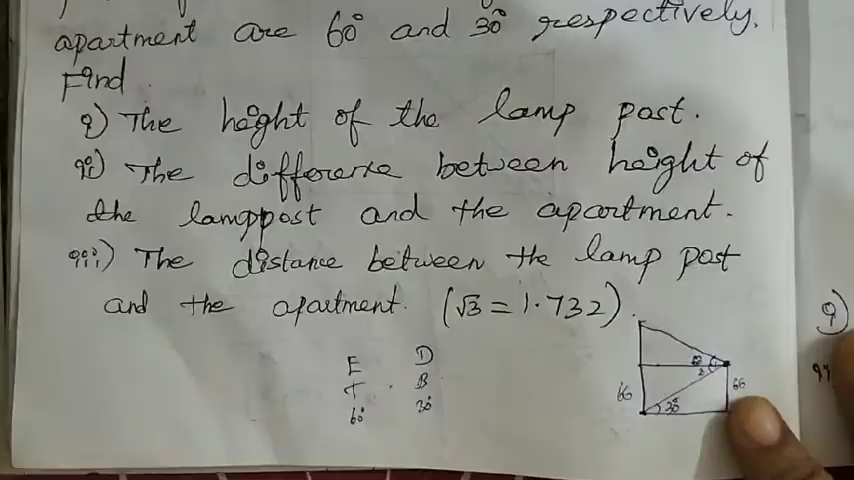 apartment are 60° and 30° respectively.
Find
i) The height of the lamp post.
ii) The difference between height of
the lamppost and the apartment.
iii) The distance between the lamp post
and the apartment. (√3 = 1.732).
E D
T . B
60° 30°
60
66 66
30°
i)